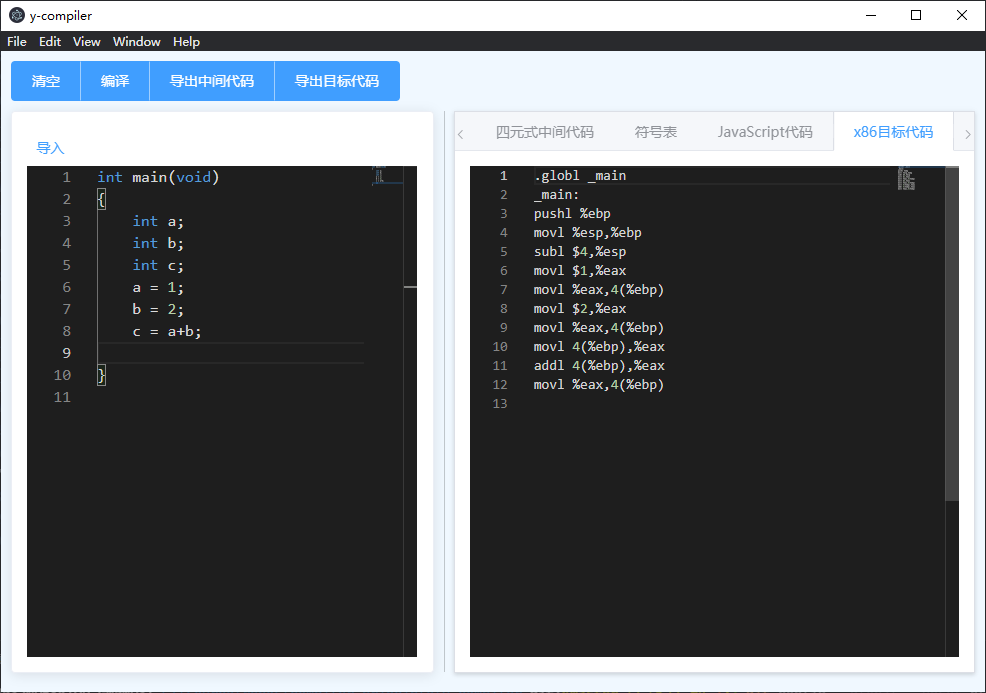 y-compiler
File Edit View Window Help
清空 编译 导出中间代码 导出目标代码
导入
1 int main(void)
2 {
3 int a;
4 int b;
5 int c;
6 a = 1;
7 b = 2;
8 c = a+b;
9
10 }
11
四元式中间代码 符号表 JavaScript代码 x86目标代码
1 .globl _main
2 _main:
3 pushl %ebp
4 movl %esp,%ebp
5 subl $4,%esp
6 movl $1,%eax
7 movl %eax,4(%ebp)
8 movl $2,%eax
9 movl %eax,4(%ebp)
10 movl 4(%ebp),%eax
11 addl 4(%ebp),%eax
12 movl %eax,4(%ebp)
13